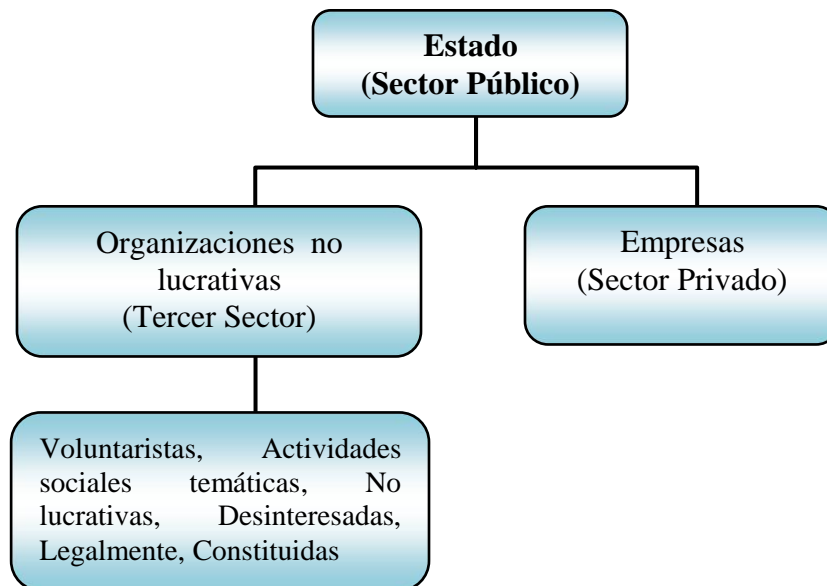 Estado
(Sector Público)
Organizaciones no
lucrativas
(Tercer Sector)
Empresas
(Sector Privado)
Voluntaristas, Actividades
sociales temáticas, No
lucrativas, Desinteresadas,
Legalmente, Constituidas